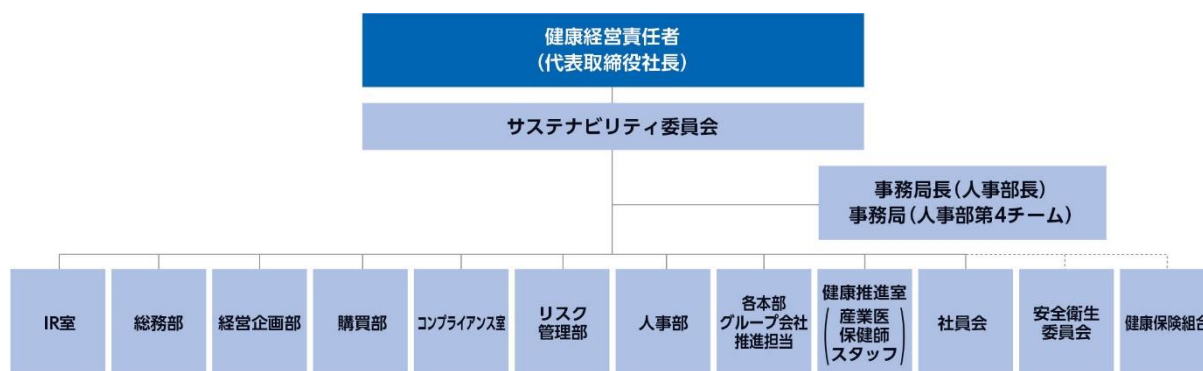 健康経営責任者
(代表取締役社長)
サステナビリティ委員会
事務局長(人事部長)
事務局(人事部第4チーム)
IR室
総務部
経営企画部
購買部
コンプライアンス室
リスク
管理部
人事部
各本部
グループ会社
推進担当
健康推進室
(産業医
保健師
スタッフ)
社員会
安全衛生
委員会
健康保険組合